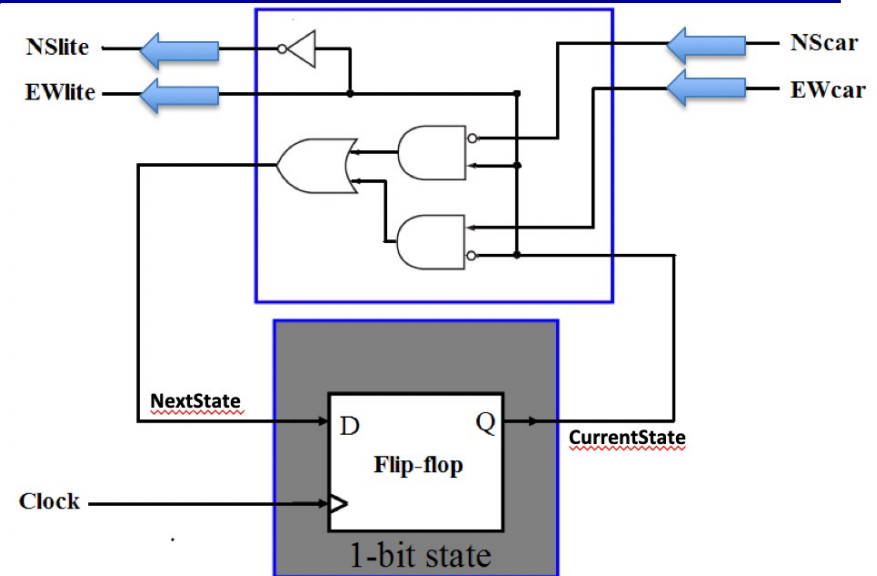 NSlite
NScar
EWlite
EWcar
NextState
D
Q
CurrentState
Flip-flop
Clock
1-bit state